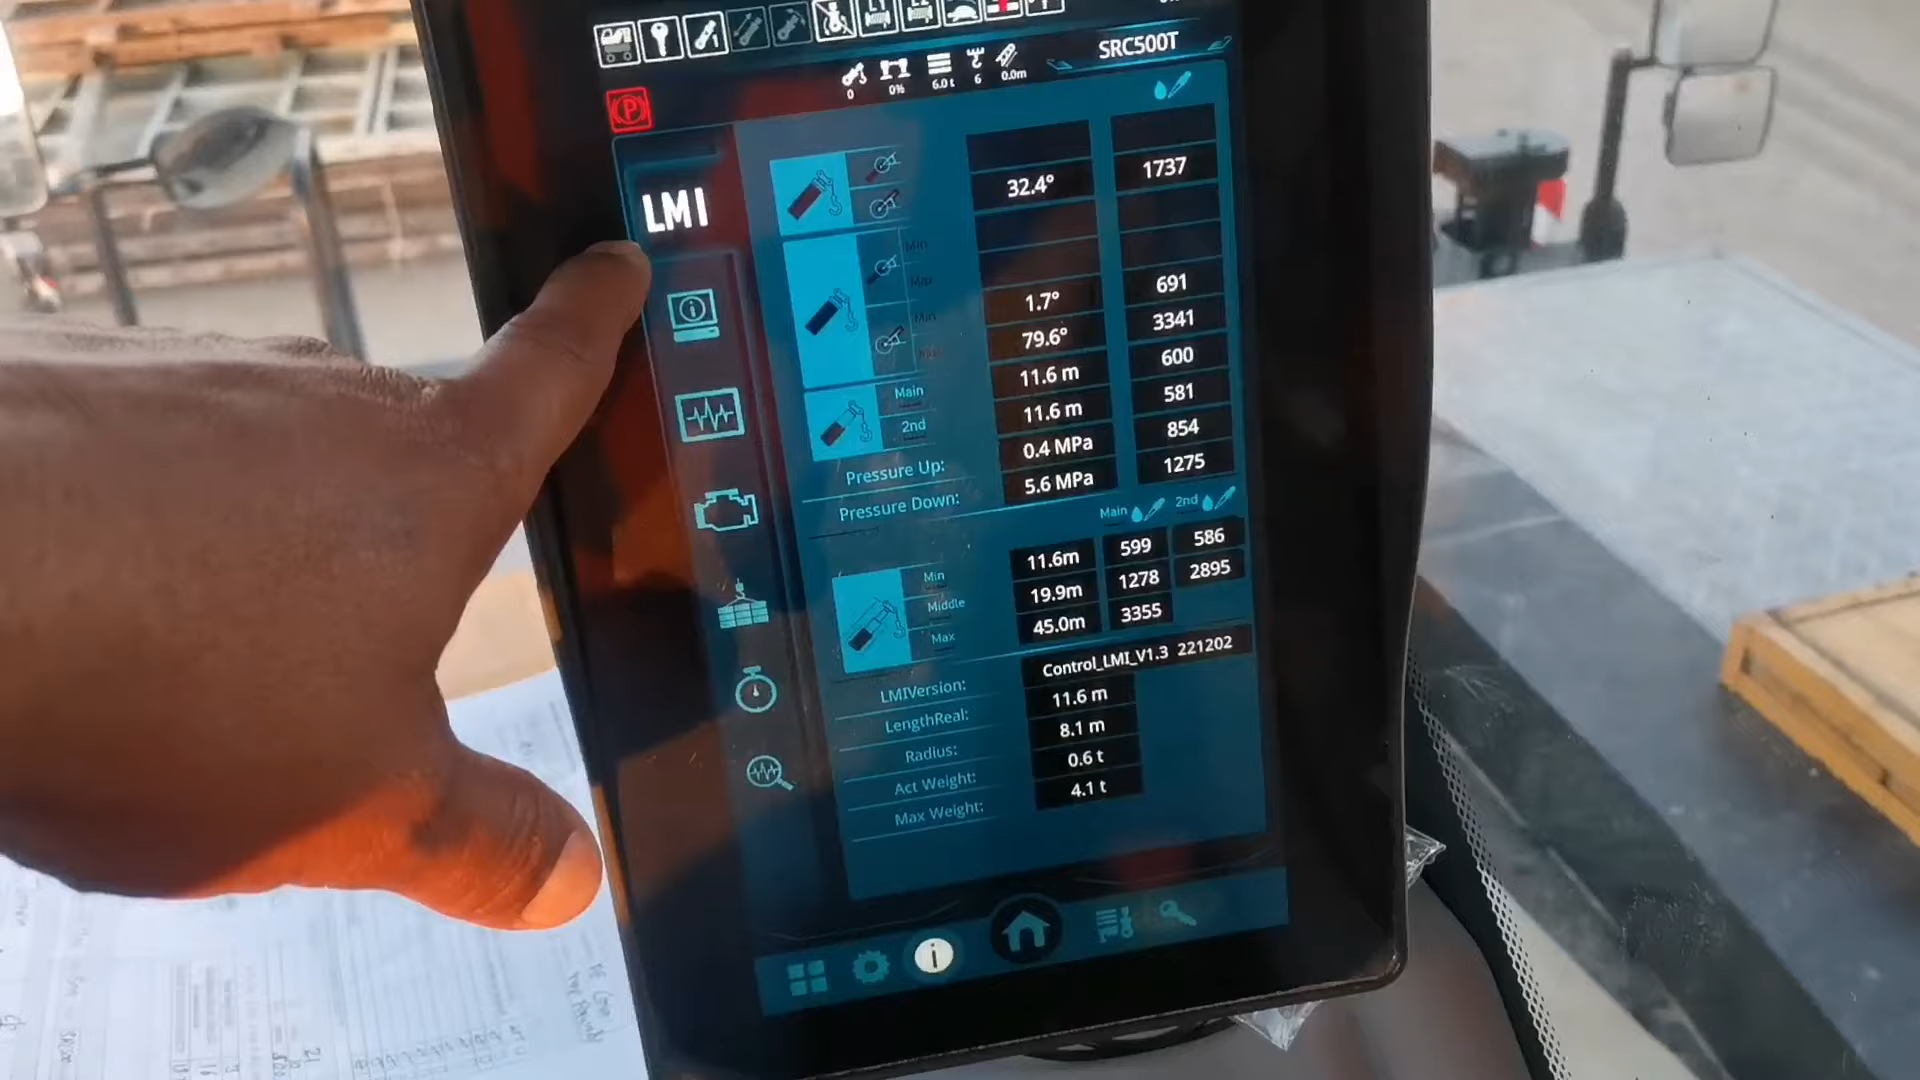 L1 L2
SRC500T
0 0% 6.0 t 6 0.0m
P
LMI
32.4° 1737
Min
Max 1.7° 691
Min 79.6° 3341
Max 11.6 m 600
Main 11.6 m 581
2nd 0.4 MPa 854
Pressure Up: 5.6 MPa 1275
Pressure Down:
Main 2nd
Min 11.6m 599 586
Middle 19.9m 1278 2895
Max 45.0m 3355
LMIVersion: Control_LMI_V1.3 221202
LengthReal: 11.6 m
Radius: 8.1 m
Act Weight: 0.6 t
Max Weight: 4.1 t